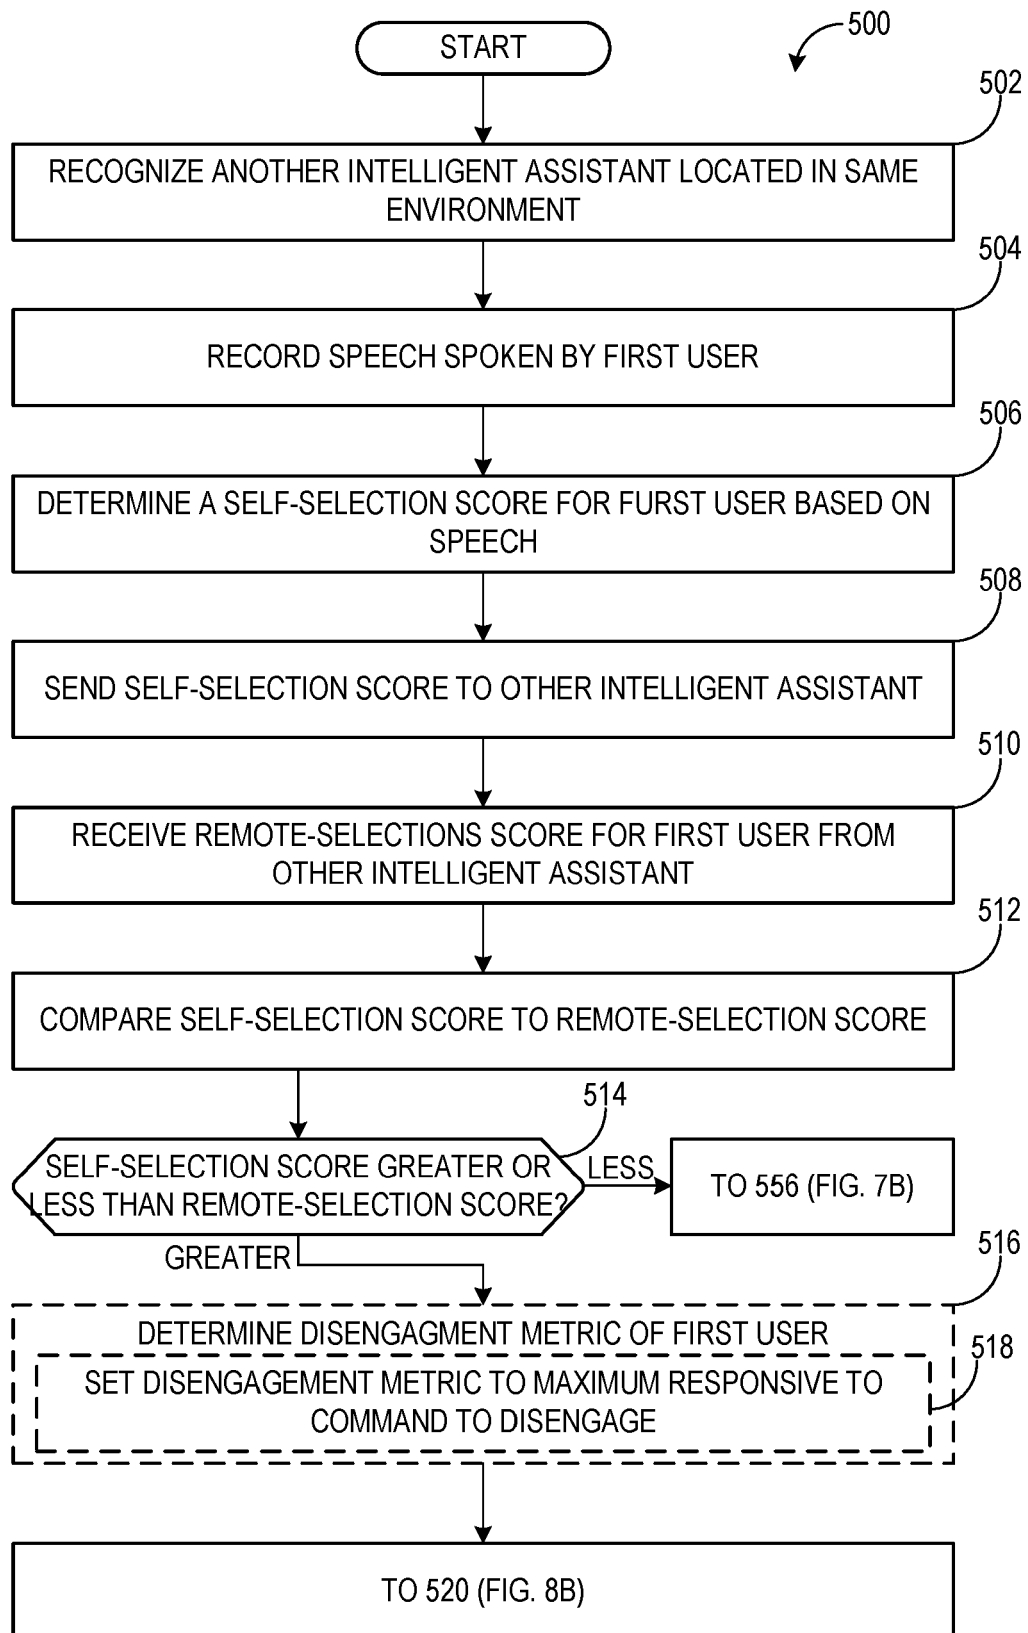 START
500
502
RECOGNIZE ANOTHER INTELLIGENT ASSISTANT LOCATED IN SAME
ENVIRONMENT
504
RECORD SPEECH SPOKEN BY FIRST USER
506
DETERMINE A SELF-SELECTION SCORE FOR FURST USER BASED ON
SPEECH
508
SEND SELF-SELECTION SCORE TO OTHER INTELLIGENT ASSISTANT
510
RECEIVE REMOTE-SELECTIONS SCORE FOR FIRST USER FROM
OTHER INTELLIGENT ASSISTANT
512
COMPARE SELF-SELECTION SCORE TO REMOTE-SELECTION SCORE
514
SELF-SELECTION SCORE GREATER OR
LESS THAN REMOTE-SELECTION SCORE?
LESS
TO 556 (FIG. 7B)
GREATER
516
DETERMINE DISENGAGMENT METRIC OF FIRST USER
518
SET DISENGAGEMENT METRIC TO MAXIMUM RESPONSIVE TO
COMMAND TO DISENGAGE
TO 520 (FIG. 8B)